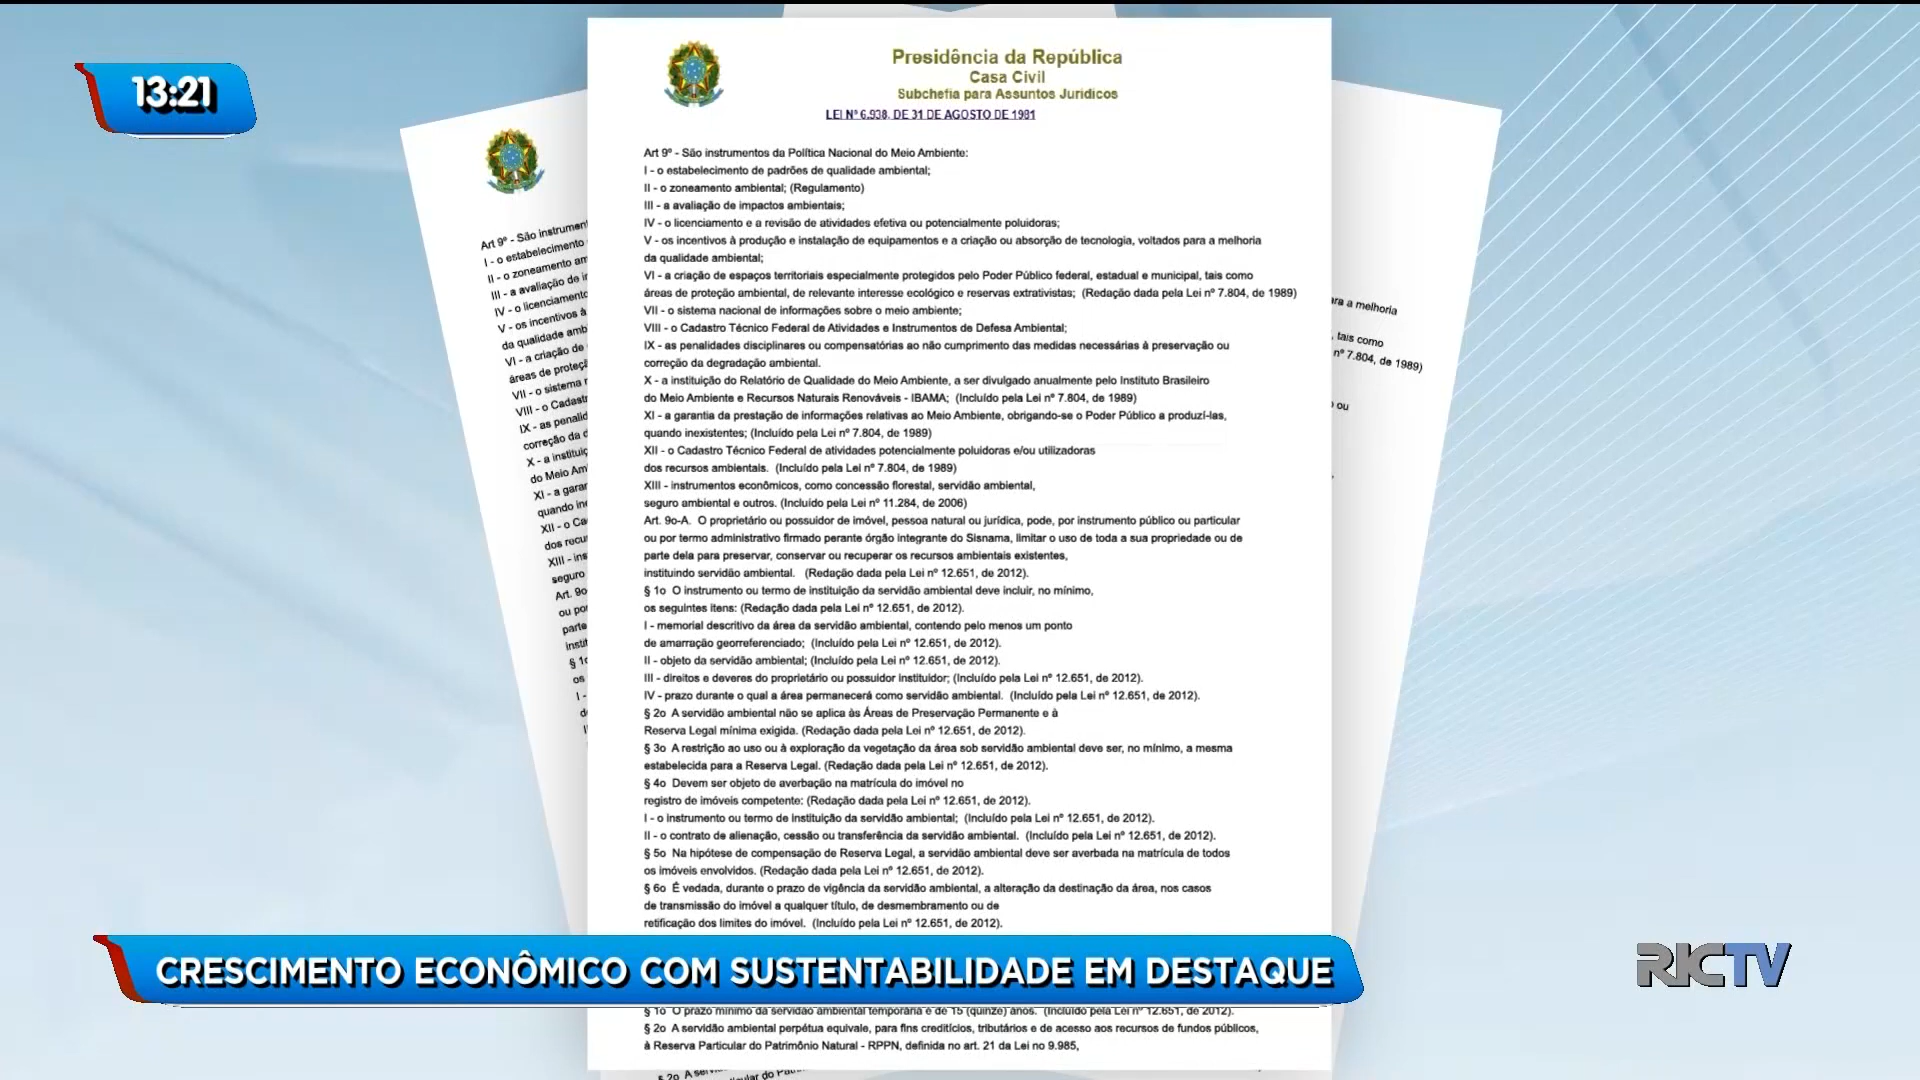 13:21
Presidência da República
Casa Civil
Subchefia para Assuntos Jurídicos
LEI Nº 6.938, DE 31 DE AGOSTO DE 1981
Art 9º - São instrumentos da Política Nacional do Meio Ambiente:
I - o estabelecimento de padrões de qualidade ambiental;
II - o zoneamento ambiental; (Regulamento)
III - a avaliação de impactos ambientais;
IV - o licenciamento e a revisão de atividades efetiva ou potencialmente poluidoras;
V - os incentivos à produção e instalação de equipamentos e a criação ou absorção de tecnologia, voltados para a melhoria
da qualidade ambiental;
VI - a criação de espaços territoriais especialmente protegidos pelo Poder Público federal, estadual e municipal, tais como
áreas de proteção ambiental, de relevante interesse ecológico e reservas extrativistas; (Redação dada pela Lei nº 7.804, de 1989)
VII - o sistema nacional de informações sobre o meio ambiente;
VIII - o Cadastro Técnico Federal de Atividades e Instrumentos de Defesa Ambiental;
IX - as penalidades disciplinares ou compensatórias ao não cumprimento das medidas necessárias à preservação ou
correção da degradação ambiental.
X - a instituição do Relatório de Qualidade do Meio Ambiente, a ser divulgado anualmente pelo Instituto Brasileiro
do Meio Ambiente e Recursos Naturais Renováveis - IBAMA; (Incluído pela Lei nº 7.804, de 1989)
XI - a garantia da prestação de informações relativas ao Meio Ambiente, obrigando-se o Poder Público a produzí-las,
quando inexistentes; (Incluído pela Lei nº 7.804, de 1989)
XII - o Cadastro Técnico Federal de atividades potencialmente poluidoras e/ou utilizadoras
dos recursos ambientais. (Incluído pela Lei nº 7.804, de 1989)
XIII - instrumentos econômicos, como concessão florestal, servidão ambiental,
seguro ambiental e outros. (Incluído pela Lei nº 11.284, de 2006)
Art. 9o-A. O proprietário ou possuidor de imóvel, pessoa natural ou jurídica, pode, por instrumento público ou particular
ou por termo administrativo firmado perante órgão integrante do Sisnama, limitar o uso de toda a sua propriedade ou de
parte dela para preservar, conservar ou recuperar os recursos ambientais existentes,
instituindo servidão ambiental. (Redação dada pela Lei nº 12.651, de 2012).
§ 1o O instrumento ou termo de instituição da servidão ambiental deve incluir, no mínimo,
os seguintes itens: (Redação dada pela Lei nº 12.651, de 2012).
I - memorial descritivo da área da servidão ambiental, contendo pelo menos um ponto
de amarração georreferenciado; (Incluído pela Lei nº 12.651, de 2012).
II - objeto da servidão ambiental; (Incluído pela Lei nº 12.651, de 2012).
III - direitos e deveres do proprietário ou possuidor instituidor; (Incluído pela Lei nº 12.651, de 2012).
IV - prazo durante o qual a área permanecerá como servidão ambiental. (Incluído pela Lei nº 12.651, de 2012).
§ 2o A servidão ambiental não se aplica às Áreas de Preservação Permanente e à
Reserva Legal mínima exigida. (Redação dada pela Lei nº 12.651, de 2012).
§ 3o A restrição ao uso ou à exploração da vegetação da área sob servidão ambiental deve ser, no mínimo, a mesma
estabelecida para a Reserva Legal. (Redação dada pela Lei nº 12.651, de 2012).
§ 4o Devem ser objeto de averbação na matrícula do imóvel no
registro de imóveis competente: (Redação dada pela Lei nº 12.651, de 2012).
I - o instrumento ou termo de instituição da servidão ambiental; (Incluído pela Lei nº 12.651, de 2012).
II - o contrato de alienação, cessão ou transferência da servidão ambiental. (Incluído pela Lei nº 12.651, de 2012).
§ 5o Na hipótese de compensação de Reserva Legal, a servidão ambiental deve ser averbada na matrícula de todos
os imóveis envolvidos. (Redação dada pela Lei nº 12.651, de 2012).
§ 6o É vedada, durante o prazo de vigência da servidão ambiental, a alteração da destinação da área, nos casos
de transmissão do imóvel a qualquer título, de desmembramento ou de
retificação dos limites do imóvel. (Incluído pela Lei nº 12.651, de 2012).
CRESCIMENTO ECONÔMICO COM SUSTENTABILIDADE EM DESTAQUE
RICTV
§ 1o O prazo mínimo da servidão ambiental temporária é de 15 (quinze) anos. (Incluído pela Lei nº 12.651, de 2012).
§ 2o A servidão ambiental perpétua equivale, para fins creditícios, tributários e de acesso aos recursos de fundos públicos,
à Reserva Particular do Patrimônio Natural - RPPN, definida no art. 21 da Lei no 9.985,